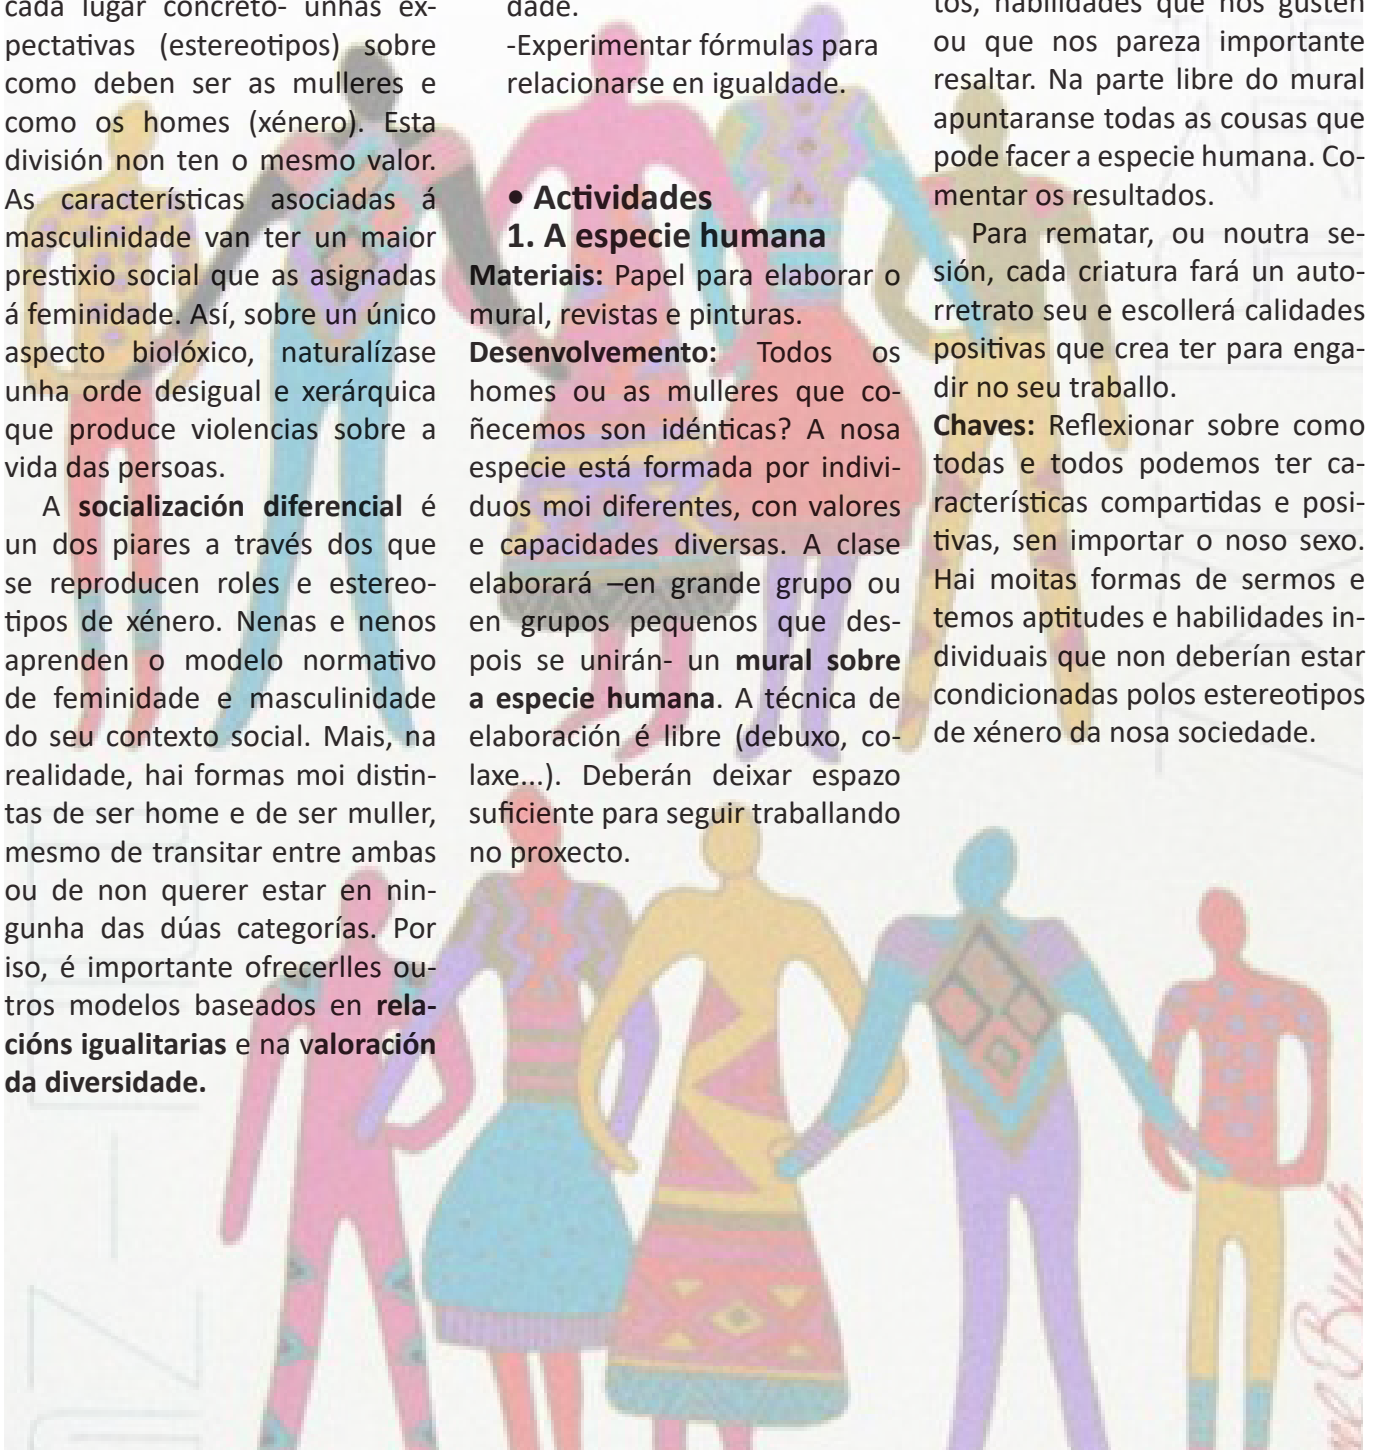 cada lugar concreto- unhas ex-
pectativas (estereotipos) sobre
como deben ser as mulleres e
como os homes (xénero). Esta
división non ten o mesmo valor.
As características asociadas á
masculinidade van ter un maior
prestixio social que as asignadas
á feminidade. Así, sobre un único
aspecto biolóxico, naturalízase
unha orde desigual e xerárquica
que produce violencias sobre a
vida das persoas.
A socialización diferencial é
un dos piares a través dos que
se reproducen roles e estereo-
tipos de xénero. Nenas e nenos
aprenden o modelo normativo
de feminidade e masculinidade
do seu contexto social. Mais, na
realidade, hai formas moi distin-
tas de ser home e de ser muller,
mesmo de transitar entre ambas
ou de non querer estar en nin-
gunha das dúas categorías. Por
iso, é importante ofrecerlles ou-
tros modelos baseados en rela-
cións igualitarias e na valoración
da diversidade.
dade.
-Experimentar fórmulas para
relacionarse en igualdade.
• Actividades
1. A especie humana
Materiais: Papel para elaborar o
mural, revistas e pinturas.
Desenvolvemento: Todos os
homes ou as mulleres que co-
ñecemos son idénticas? A nosa
especie está formada por indivi-
duos moi diferentes, con valores
e capacidades diversas. A clase
elaborará –en grande grupo ou
en grupos pequenos que des-
pois se unirán- un mural sobre
a especie humana. A técnica de
elaboración é libre (debuxo, co-
laxe...). Deberán deixar espazo
suficiente para seguir traballando
no proxecto.
tos, habilidades que nos gusten
ou que nos pareza importante
resaltar. Na parte libre do mural
apuntaranse todas as cousas que
pode facer a especie humana. Co-
mentar os resultados.
Para rematar, ou noutra se-
sión, cada criatura fará un auto-
rretrato seu e escollerá calidades
positivas que crea ter para enga-
dir no seu traballo.
Chaves: Reflexionar sobre como
todas e todos podemos ter ca-
racterísticas compartidas e posi-
tivas, sen importar o noso sexo.
Hai moitas formas de sermos e
temos aptitudes e habilidades in-
dividuais que non deberían estar
condicionadas polos estereotipos
de xénero da nosa sociedade.